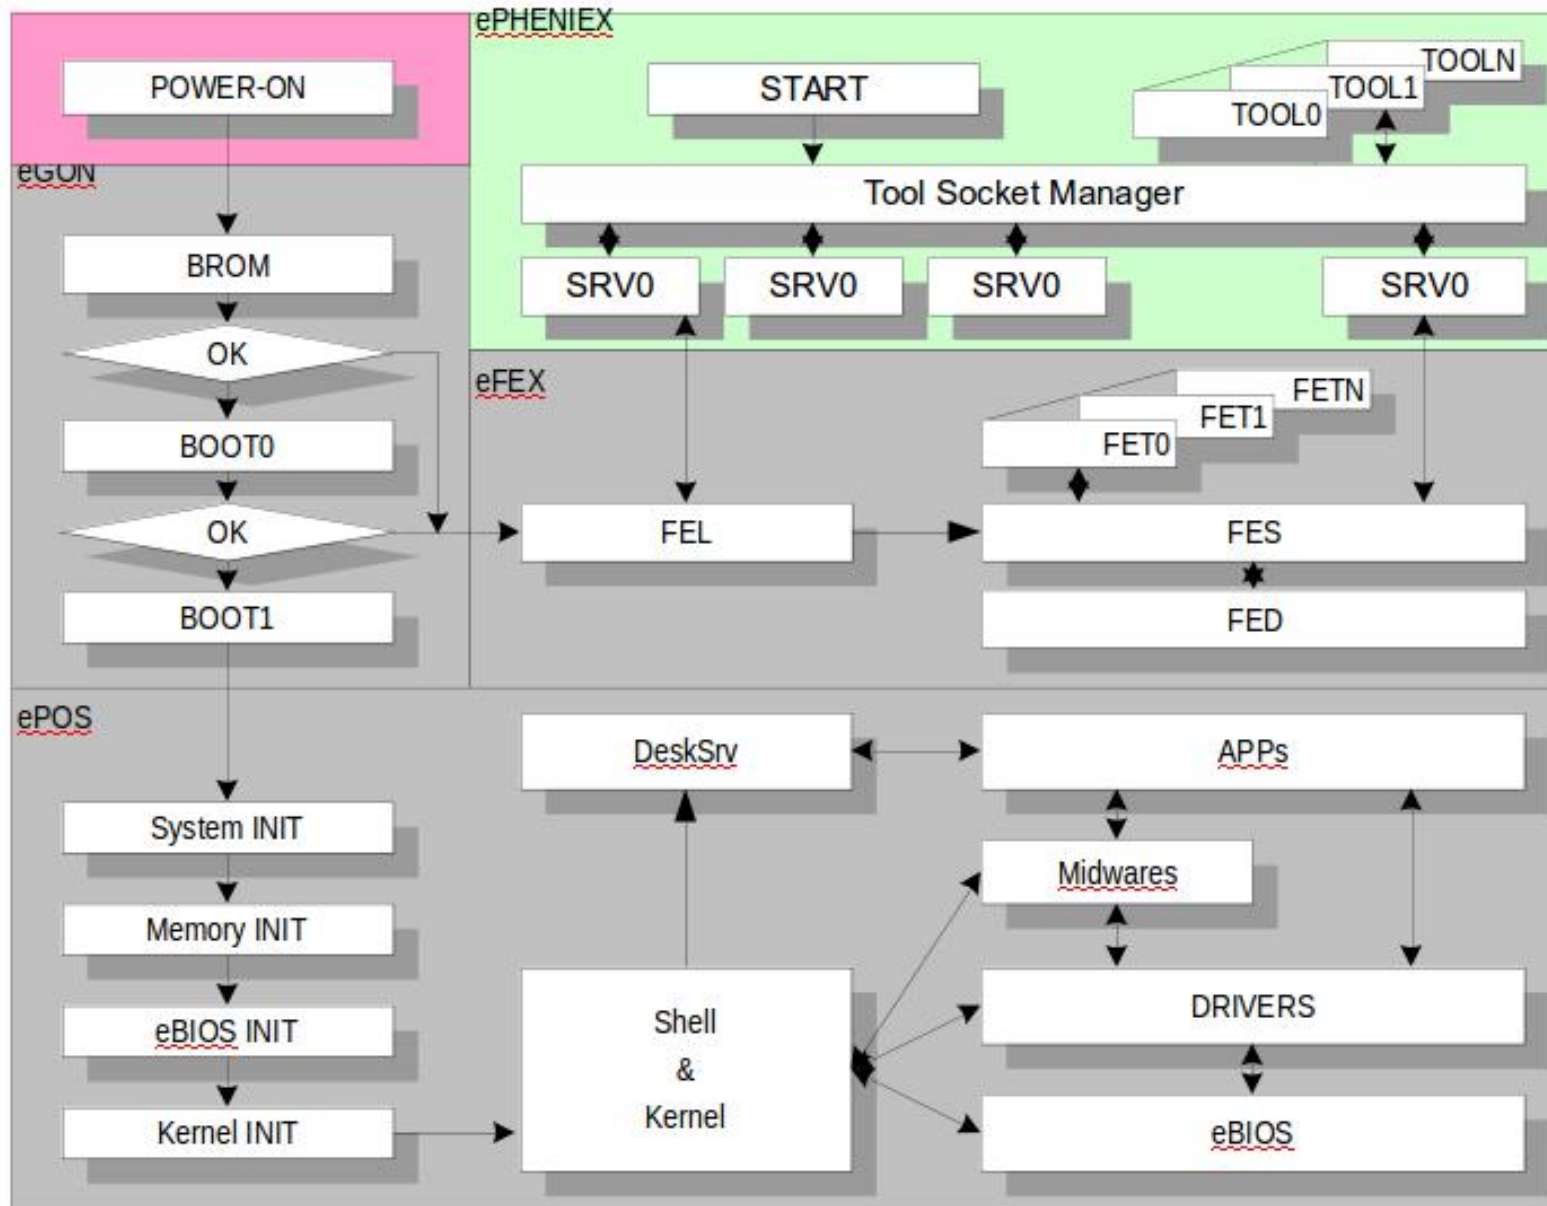 ePHENIEX
POWER-ON
START
TOOLN
TOOL1
TOOL0
eGON
Tool Socket Manager
BROM
SRV0
SRV0
SRV0
SRV0
OK
eFEX
FETN
FET1
FET0
BOOT0
OK
FEL
FES
BOOT1
FED
ePOS
DeskSrv
APPs
System INIT
Midwares
Memory INIT
Shell
&
Kernel
DRIVERS
eBIOS INIT
Kernel INIT
eBIOS